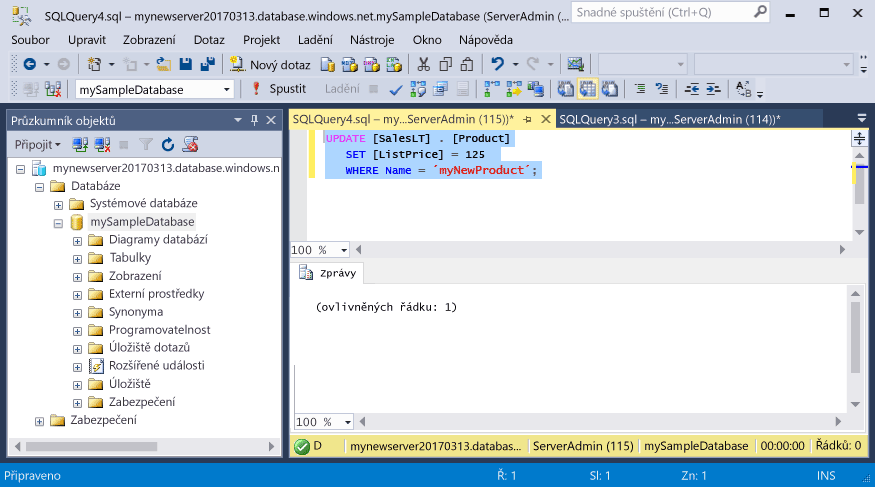 SQLQuery4.sql – mynewserver20170313.database.windows.net.mySampleDatabase (ServerAdmin (115))* ...
Snadné spuštění (Ctrl+Q)
Soubor Upravit Zobrazení Dotaz Projekt Ladění Nástroje Okno Nápověda
Nový dotaz
mySampleDatabase Spustit Ladění
Průzkumník objektů
Připojit
mynewserver20170313.database.windows.n
Databáze
Systémové databáze
mySampleDatabase
Diagramy databází
Tabulky
Zobrazení
Externí prostředky
Synonyma
Programovatelnost
Úložiště dotazů
Rozšířené události
Úložiště
Zabezpečení
Zabezpečení
SQLQuery4.sql – my...ServerAdmin (115))* SQLQuery3.sql – my...ServerAdmin (114))*
UPDATE [SalesLT] . [Product]
SET [ListPrice] = 125
WHERE Name = ´myNewProduct´;
100 %
Zprávy
(ovlivněných řádku: 1)
100 %
D mynewserver20170313.databas... ServerAdmin (115) mySampleDatabase 00:00:00 Řádků: 0
Připraveno Ř: 1 Sl: 1 Zn: 1 INS